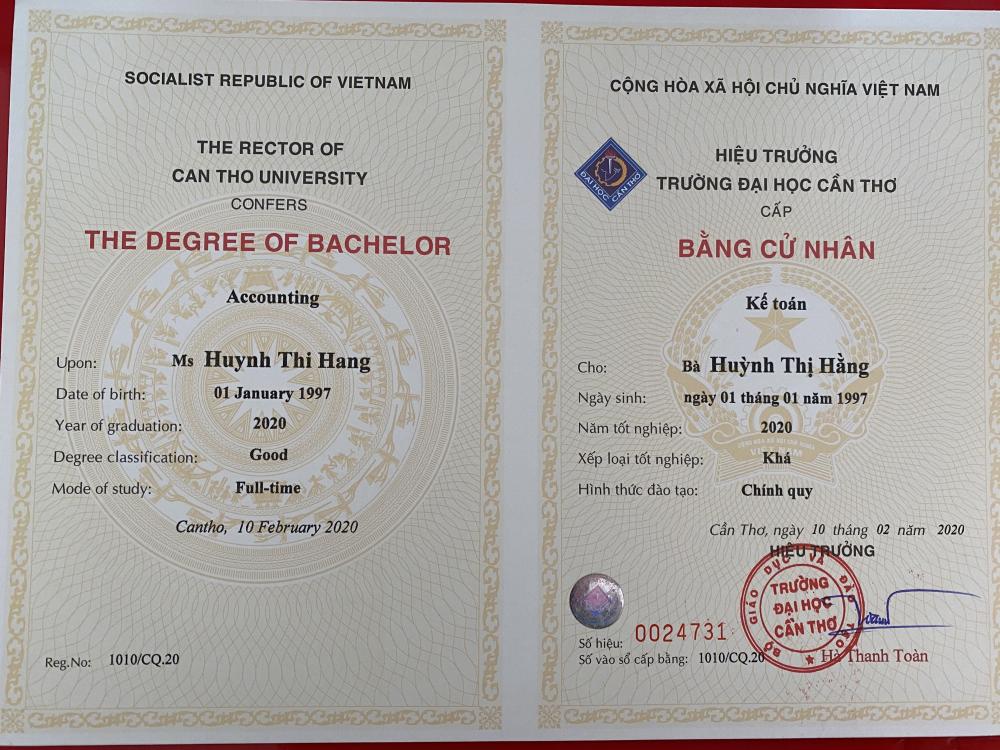 SOCIALIST REPUBLIC OF VIETNAM
THE RECTOR OF
CAN THO UNIVERSITY
CONFERS
THE DEGREE OF BACHELOR
Accounting
Upon: Ms Huynh Thi Hang
Date of birth: 01 January 1997
Year of graduation: 2020
Degree classification: Good
Mode of study: Full-time
Cantho, 10 February 2020
Reg.No: 1010/CQ.20
CỘNG HÒA XÃ HỘI CHỦ NGHĨA VIỆT NAM
ĐẠI HỌC CẦN THƠ
HIỆU TRƯỞNG
TRƯỜNG ĐẠI HỌC CẦN THƠ
CẤP
BẰNG CỬ NHÂN
Kế toán
Cho: Bà Huỳnh Thị Hằng
Ngày sinh: ngày 01 tháng 01 năm 1997
Năm tốt nghiệp: 2020
Xếp loại tốt nghiệp: Khá
Hình thức đào tạo: Chính quy
Cần Thơ, ngày 10 tháng 02 năm 2020
HIỆU TRƯỞNG
BỘ GIÁO DỤC VÀ ĐÀO TẠO
TRƯỜNG
ĐẠI HỌC
CẦN THƠ
Số hiệu: 0024731
Số vào sổ cấp bằng: 1010/CQ.20
Hà Thanh Toàn